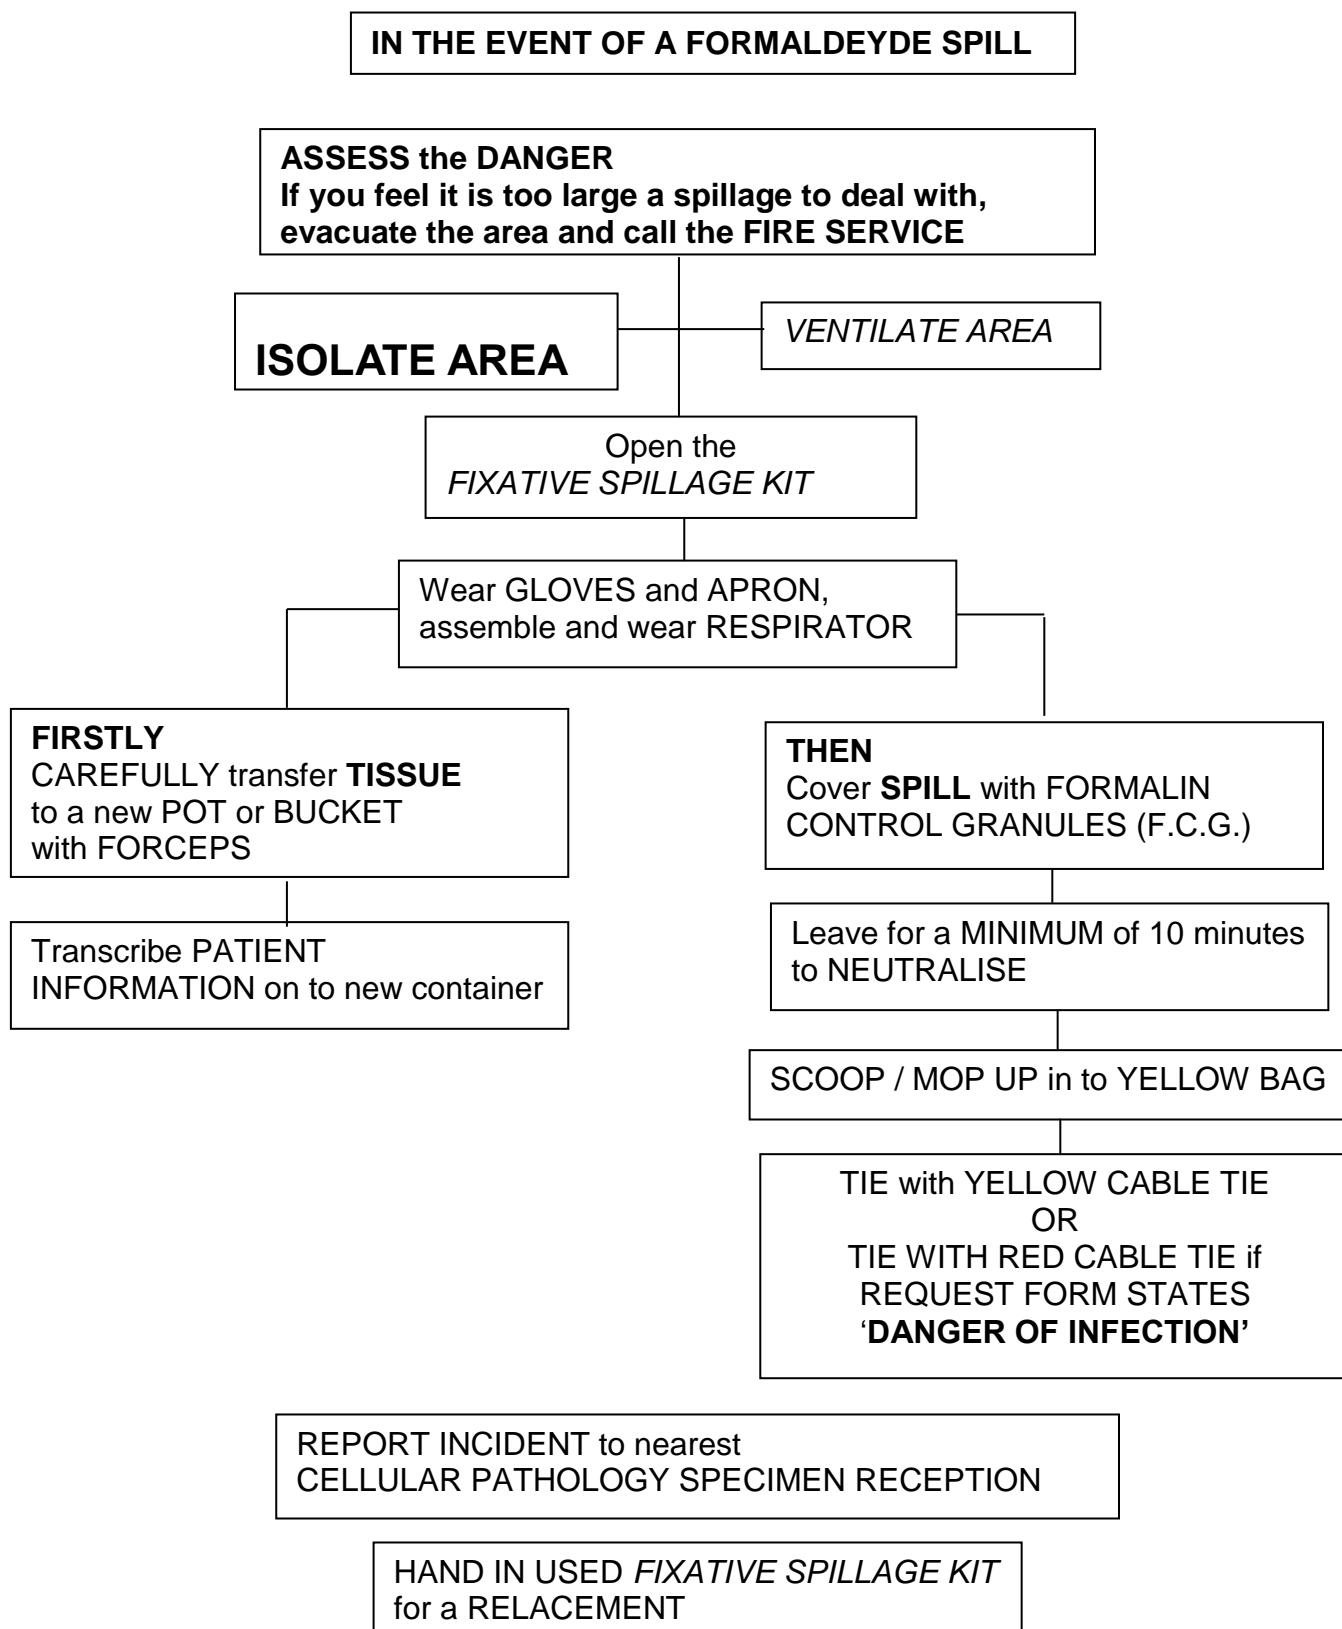 IN THE EVENT OF A FORMALDEYDE SPILL
ASSESS the DANGER
If you feel it is too large a spillage to deal with,
evacuate the area and call the FIRE SERVICE
ISOLATE AREA
VENTILATE AREA
Open the
FIXATIVE SPILLAGE KIT
Wear GLOVES and APRON,
assemble and wear RESPIRATOR
FIRSTLY
CAREFULLY transfer TISSUE
to a new POT or BUCKET
with FORCEPS
Transcribe PATIENT
INFORMATION on to new container
THEN
Cover SPILL with FORMALIN
CONTROL GRANULES (F.C.G.)
Leave for a MINIMUM of 10 minutes
to NEUTRALISE
SCOOP / MOP UP in to YELLOW BAG
TIE with YELLOW CABLE TIE
OR
TIE WITH RED CABLE TIE if
REQUEST FORM STATES
‘DANGER OF INFECTION’
REPORT INCIDENT to nearest
CELLULAR PATHOLOGY SPECIMEN RECEPTION
HAND IN USED FIXATIVE SPILLAGE KIT
for a RELACEMENT